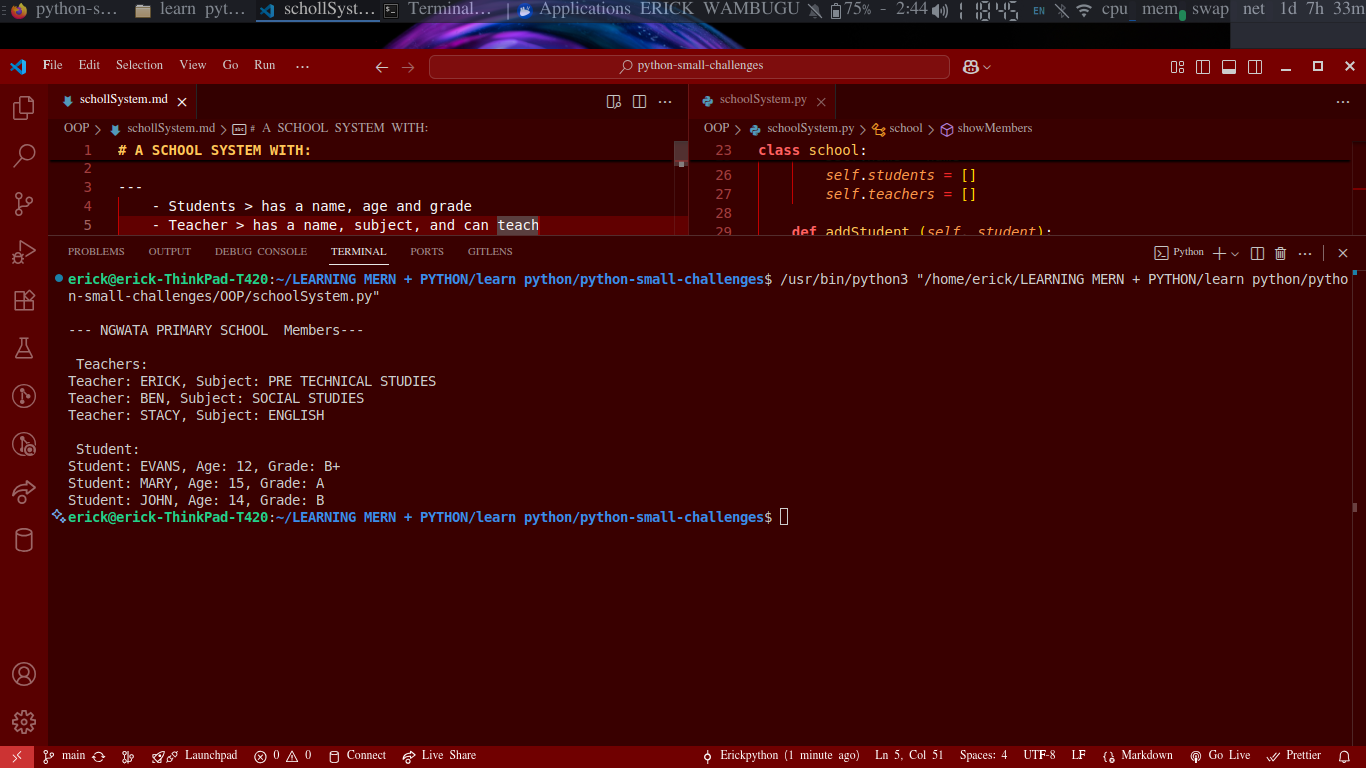 python-s...
learn pyt...
schollSyst...
Terminal...
Applications
ERICK WAMBUGU
75% - 2:44
18:45
EN
cpu
mem
swap
net 1d 7h 33m
File Edit Selection View Go Run ...
python-small-challenges
schollSystem.md
schoolSystem.py
OOP > schollSystem.md > # A SCHOOL SYSTEM WITH:
OOP > schoolSystem.py > school > showMembers
1 # A SCHOOL SYSTEM WITH:
2
3 ---
4 - Students > has a name, age and grade
5 - Teacher > has a name, subject, and can teach
23 class school:
26 self.students = []
27 self.teachers = []
28
29 def addStudent (self, student):
PROBLEMS OUTPUT DEBUG CONSOLE TERMINAL PORTS GITLENS
Python
erick@erick-ThinkPad-T420:~/LEARNING MERN + PYTHON/learn python/python-small-challenges$ /usr/bin/python3 "/home/erick/LEARNING MERN + PYTHON/learn python/pytho
n-small-challenges/OOP/schoolSystem.py"
--- NGWATA PRIMARY SCHOOL  Members---
Teachers:
Teacher: ERICK, Subject: PRE TECHNICAL STUDIES
Teacher: BEN, Subject: SOCIAL STUDIES
Teacher: STACY, Subject: ENGLISH
Student:
Student: EVANS, Age: 12, Grade: B+
Student: MARY, Age: 15, Grade: A
Student: JOHN, Age: 14, Grade: B
erick@erick-ThinkPad-T420:~/LEARNING MERN + PYTHON/learn python/python-small-challenges$
main
Launchpad
0 0
Connect
Live Share
Erickpython (1 minute ago)
Ln 5, Col 51
Spaces: 4
UTF-8
LF
Markdown
Go Live
Prettier